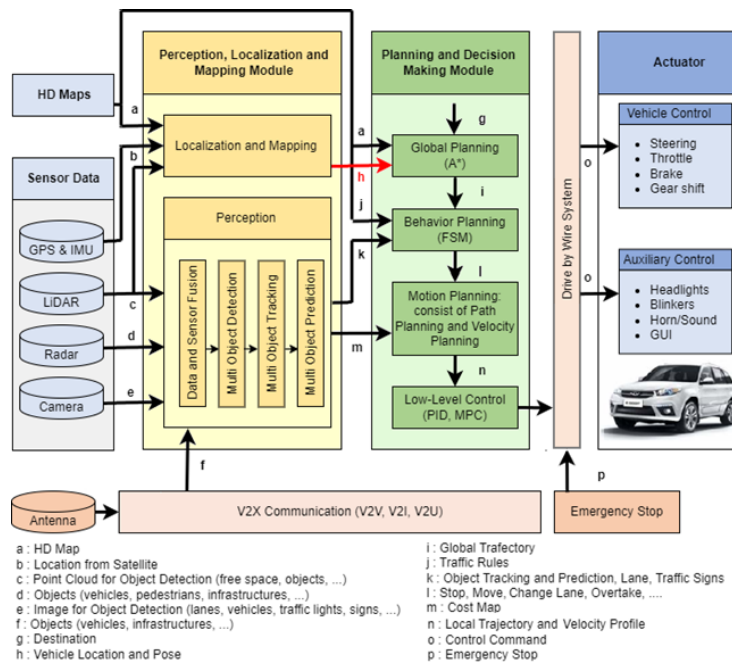 Perception, Localization and
Mapping Module
Planning and Decision
Making Module
Actuator
HD Maps
a
b
Localization and Mapping
h
a
g
Global Planning
(A*)
i
j
Behavior Planning
(FSM)
k
l
Motion Planning:
consist of Path
Planning and Velocity
Planning
m
n
Low-Level Control
(PID, MPC)
Sensor Data
GPS & IMU
LiDAR
c
Radar
d
Camera
e
Perception
Data and Sensor Fusion
Multi Object Detection
Multi Object Tracking
Multi Object Prediction
f
Drive by Wire System
o
Vehicle Control
• Steering
• Throttle
• Brake
• Gear shift
o
Auxiliary Control
• Headlights
• Blinkers
• Horn/Sound
• GUI
p
Antenna
V2X Communication (V2V, V2I, V2U)
Emergency Stop
a : HD Map
b : Location from Satellite
c : Point Cloud for Object Detection (free space, objects, ...)
d : Objects (vehicles, pedestrians, infrastructures, ...)
e : Image for Object Detection (lanes, vehicles, traffic lights, signs, ...)
f : Objects (vehicles, infrastructures, ...)
g : Destination
h : Vehicle Location and Pose
i : Global Trafectory
j : Traffic Rules
k : Object Tracking and Prediction, Lane, Traffic Signs
l : Stop, Move, Change Lane, Overtake, ....
m : Cost Map
n : Local Trajectory and Velocity Profile
o : Control Command
p : Emergency Stop